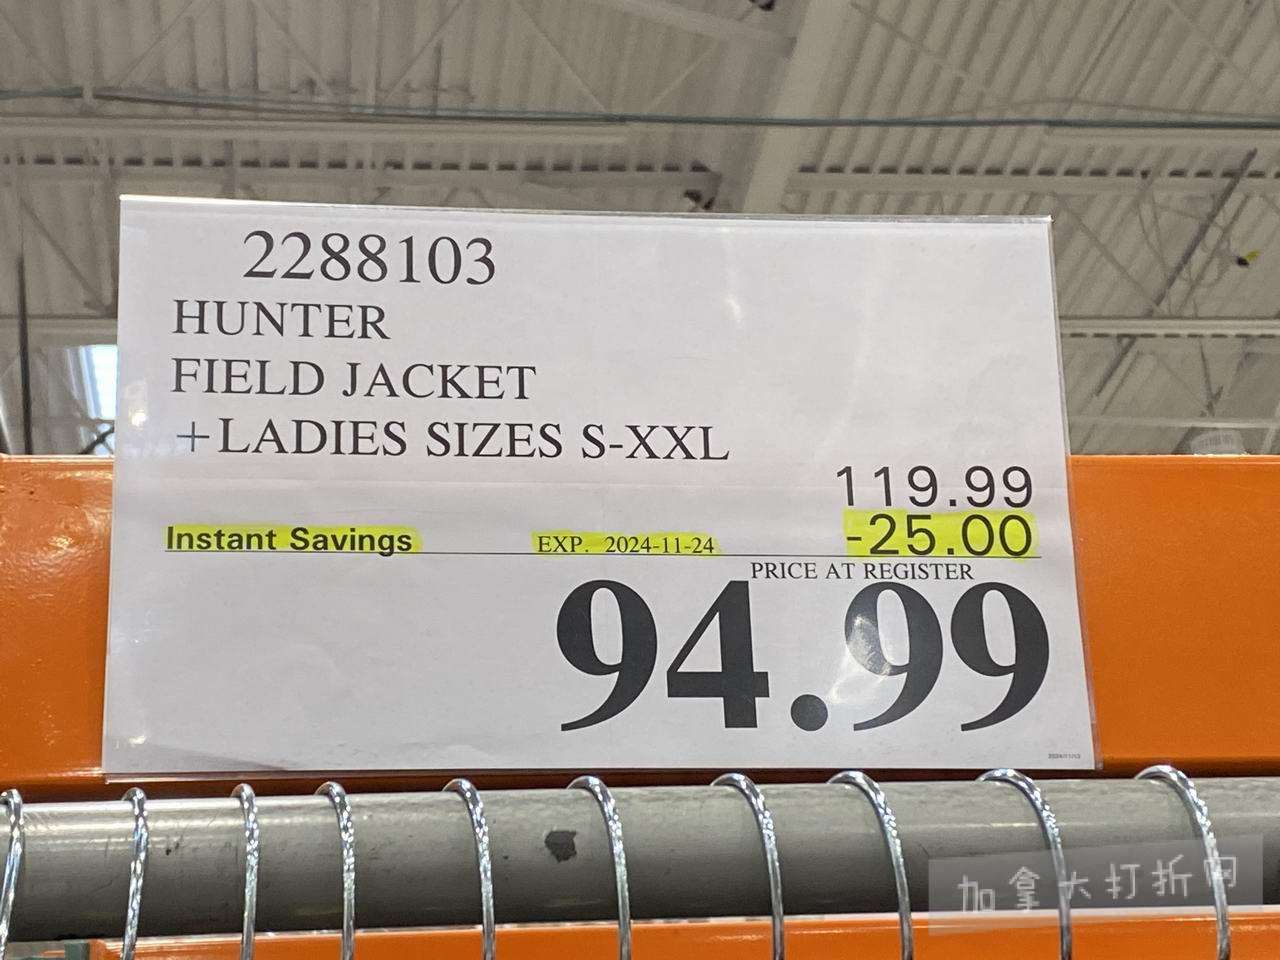 2288103
HUNTER
FIELD JACKET
+LADIES SIZES S-XXL
119.99
Instant Savings EXP. 2024-11-24 -25.00
PRICE AT REGISTER
94.99
加拿大打折网